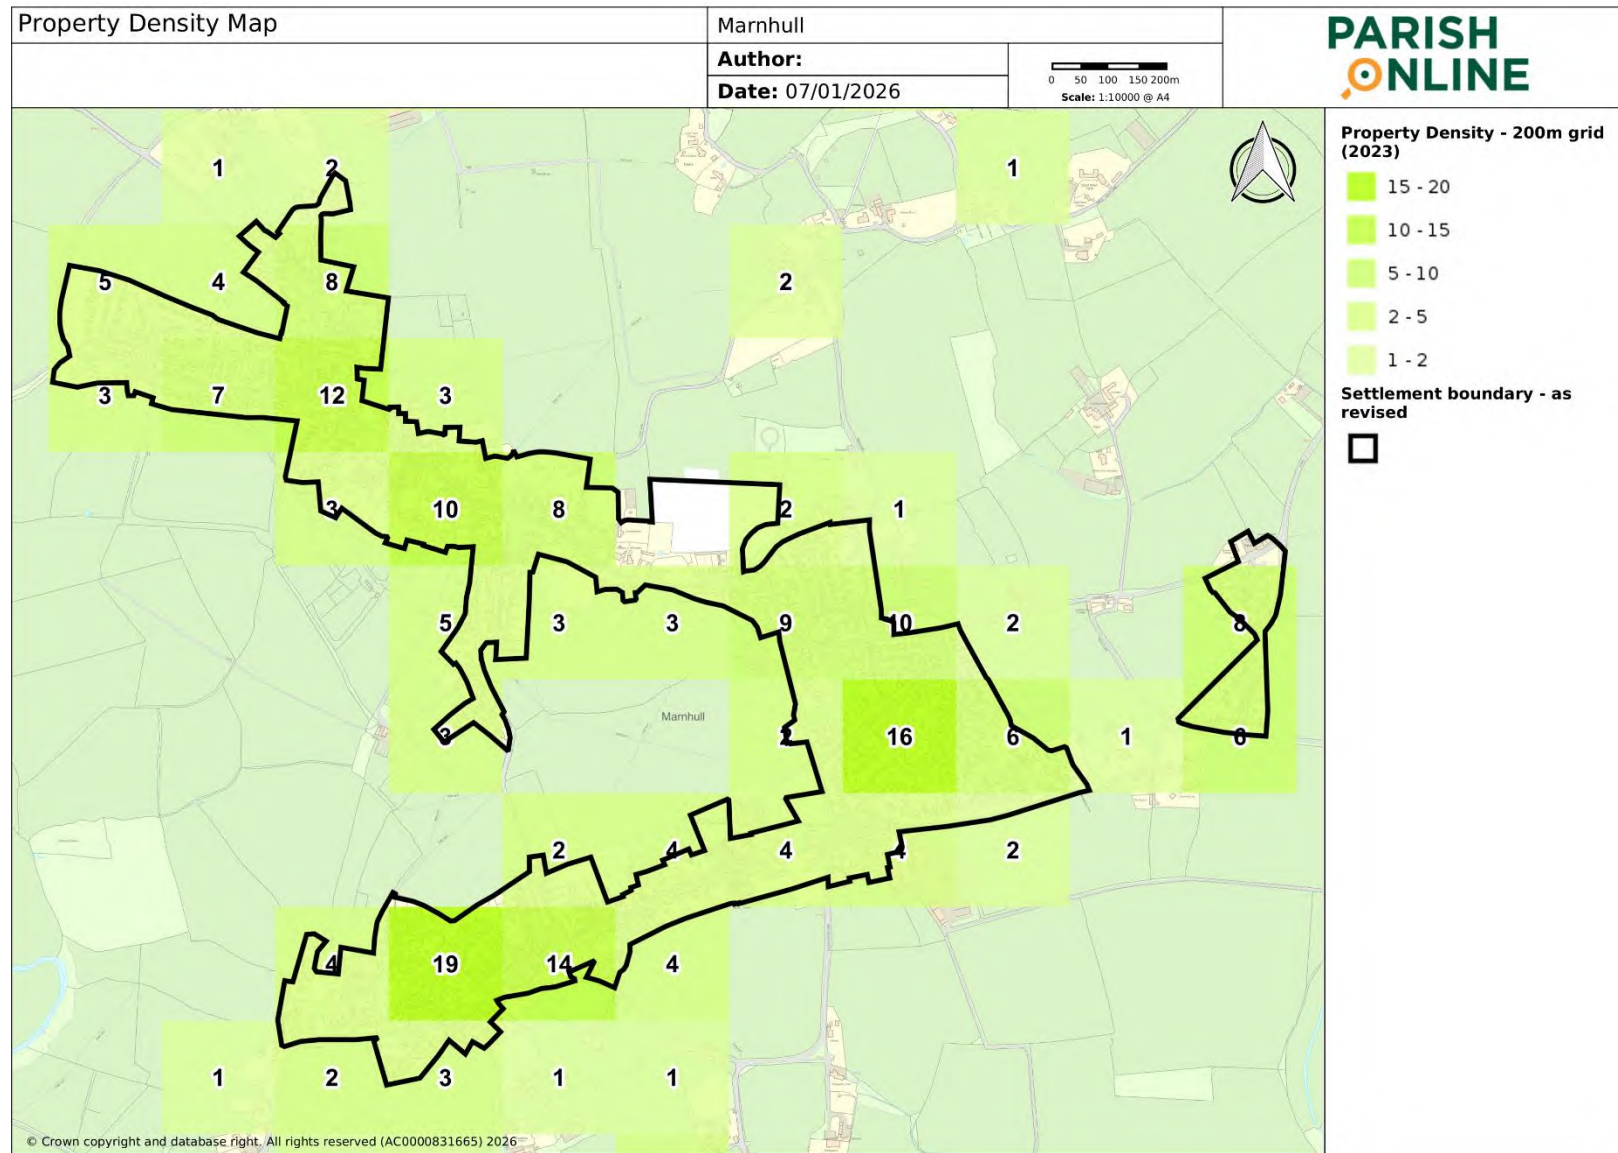 Property Density Map
Marnhull
Author:
Date: 07/01/2026
0 50 100 150 200m
Scale: 1:10000 @ A4
PARISH
ONLINE
Property Density - 200m grid
(2023)
15 - 20
10 - 15
5 - 10
2 - 5
1 - 2
Settlement boundary - as
revised
1 2 1
5 4 8 2
3 7 12 3
3 10 8 2 1
5 3 3 9 10 2 8
Marnhull
3 2 16 6 1 6
2 4 4 4 2
4 19 14 4
1 2 3 1 1
© Crown copyright and database right. All rights reserved (AC0000831665) 2026